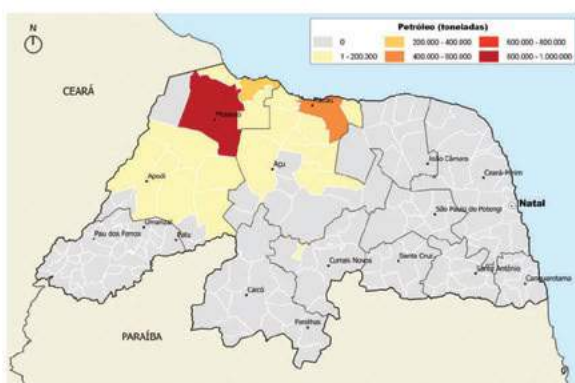 N
Petróleo (toneladas)
0
200.000 - 400.000
600.000 - 800.000
1 - 200.000
400.000 - 600.000
800.000 - 1.000.000
CEARÁ
Mossoró
Macau
João Câmara
Açu
Ceará-Mirim
Apodi
Natal
São Paulo do Potengi
Umarizal
Pau dos Ferros
Patu
Currais Novos
Santa Cruz
Santo Antônio
Canguaretama
Caicó
Parelhas
PARAÍBA